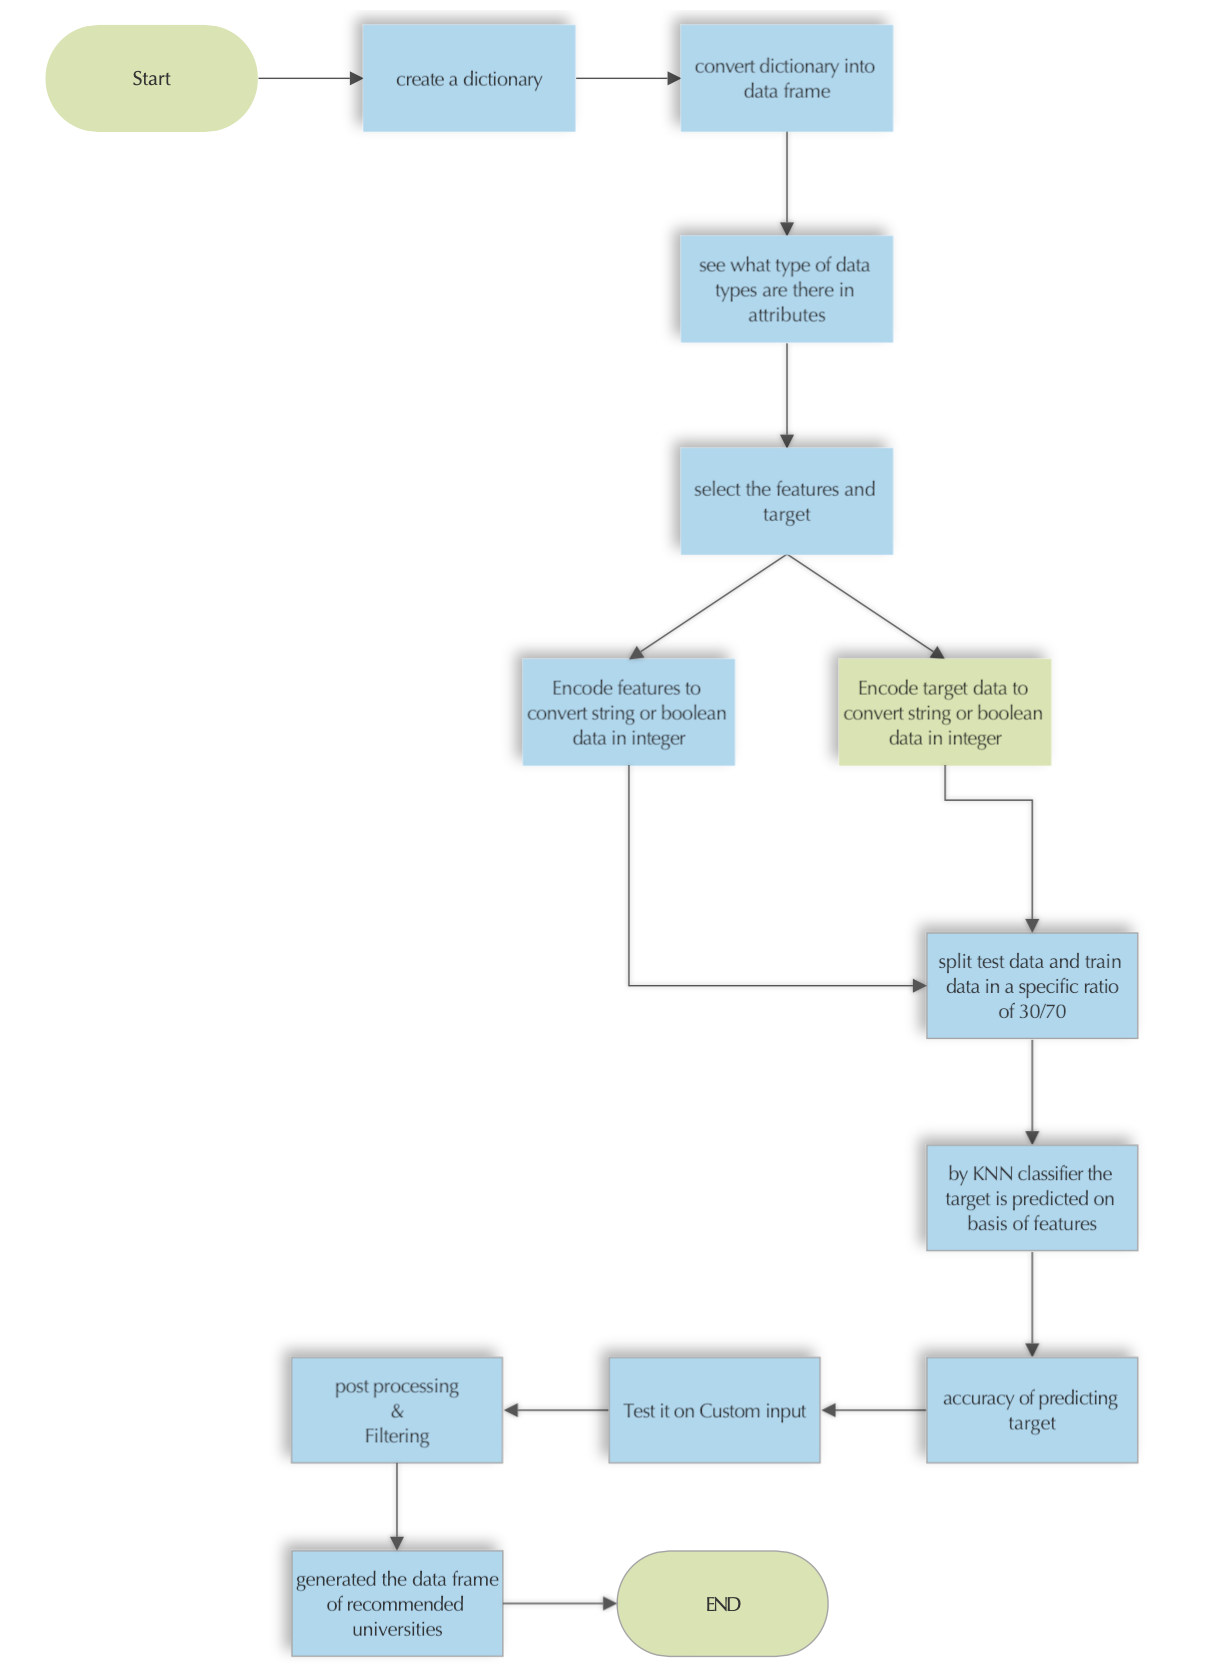 Start
create a dictionary
convert dictionary into
data frame
see what type of data
types are there in
attributes
select the features and
target
Encode features to
convert string or boolean
data in integer
Encode target data to
convert string or boolean
data in integer
split test data and train
data in a specific ratio
of 30/70
by KNN classifier the
target is predicted on
basis of features
accuracy of predicting
target
Test it on Custom input
post processing
&
Filtering
generated the data frame
of recommended
universities
END